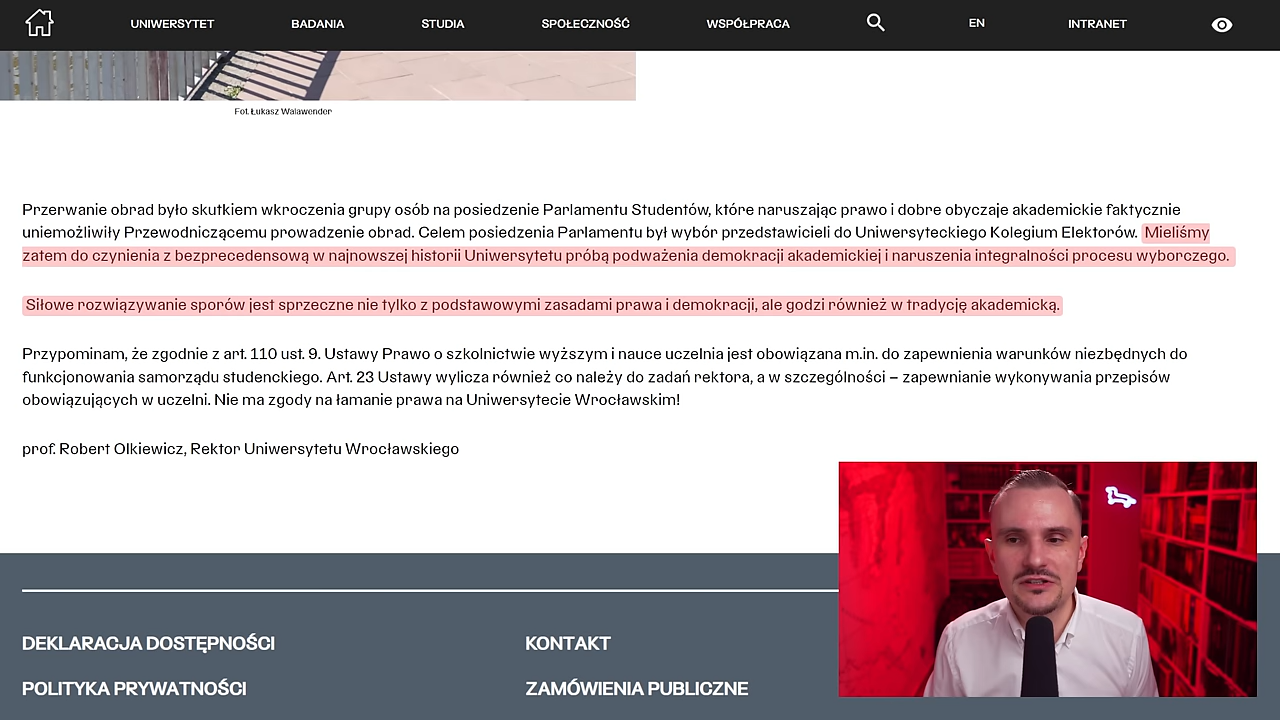 UNIWERSYTET BADANIA STUDIA SPOŁECZNOŚĆ WSPÓŁPRACA EN INTRANET
Fot. Łukasz Walawender
Przerwanie obrad było skutkiem wkroczenia grupy osób na posiedzenie Parlamentu Studentów, które naruszając prawo i dobre obyczaje akademickie faktycznie
uniemożliwiły Przewodniczącemu prowadzenie obrad. Celem posiedzenia Parlamentu był wybór przedstawicieli do Uniwersyteckiego Kolegium Elektorów. Mieliśmy
zatem do czynienia z bezprecedensową w najnowszej historii Uniwersytetu próbą podważenia demokracji akademickiej i naruszenia integralności procesu wyborczego.
Siłowe rozwiązywanie sporów jest sprzeczne nie tylko z podstawowymi zasadami prawa i demokracji, ale godzi również w tradycję akademicką.
Przypominam, że zgodnie z art. 110 ust. 9. Ustawy Prawo o szkolnictwie wyższym i nauce uczelnia jest obowiązana m.in. do zapewnienia warunków niezbędnych do
funkcjonowania samorządu studenckiego. Art. 23 Ustawy wylicza również co należy do zadań rektora, a w szczególności – zapewnianie wykonywania przepisów
obowiązujących w uczelni. Nie ma zgody na łamanie prawa na Uniwersytecie Wrocławskim!
prof. Robert Olkiewicz, Rektor Uniwersytetu Wrocławskiego
DEKLARACJA DOSTĘPNOŚCI KONTAKT
POLITYKA PRYWATNOŚCI ZAMÓWIENIA PUBLICZNE